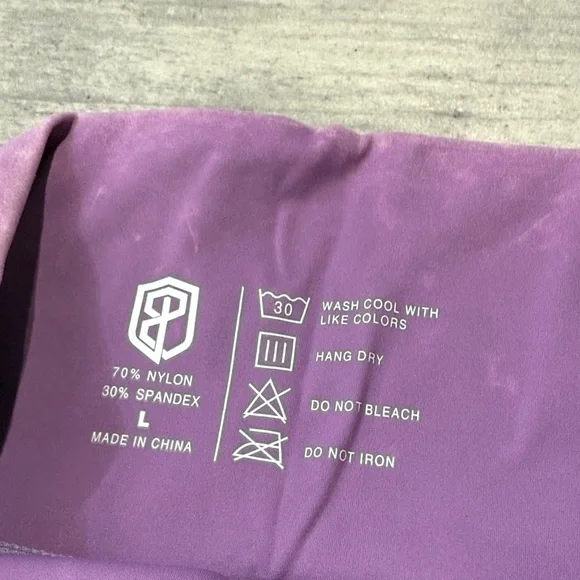 70% NYLON
30% SPANDEX
L
MADE IN CHINA
30
WASH COOL WITH
LIKE COLORS
HANG DRY
DO NOT BLEACH
DO NOT IRON